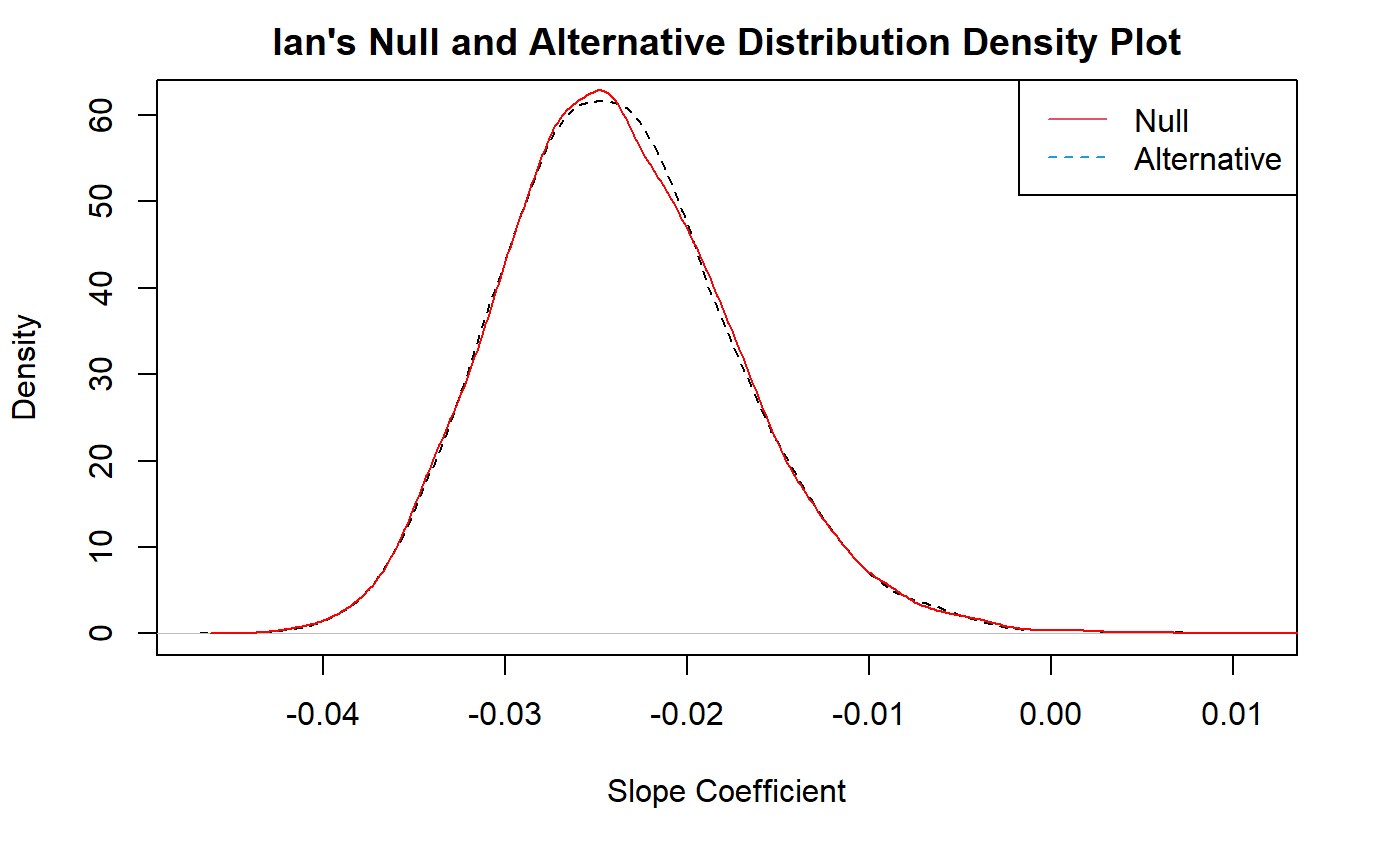 Ian's Null and Alternative Distribution Density Plot
Null
Alternative
Density
60
50
40
30
20
10
0
-0.04 -0.03 -0.02 -0.01 0.00 0.01
Slope Coefficient